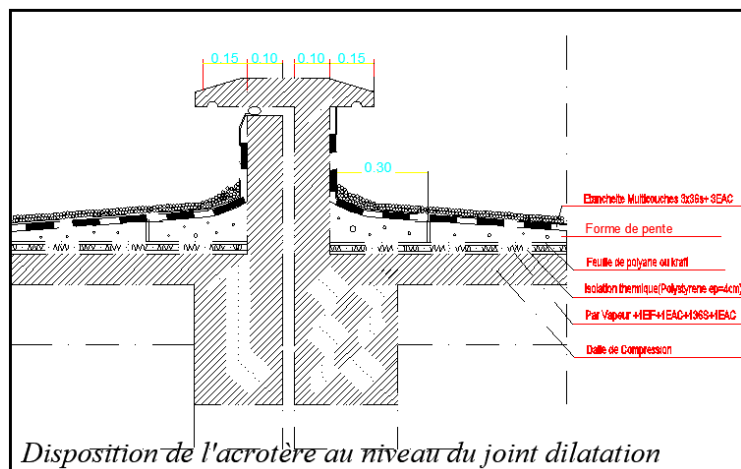 0.15 0.10 0.10 0.15
0.30
Etancheite Multicouches 3x36s+ 3EAC
Forme de pente
Feuille de polyane ou kraft
Isolation thermique(Polystyrene ep=4cm)
Par Vapeur +1EIF+1EAC+136S+1EAC
Dalle de Compression
Disposition de l'acrotère au niveau du joint dilatation